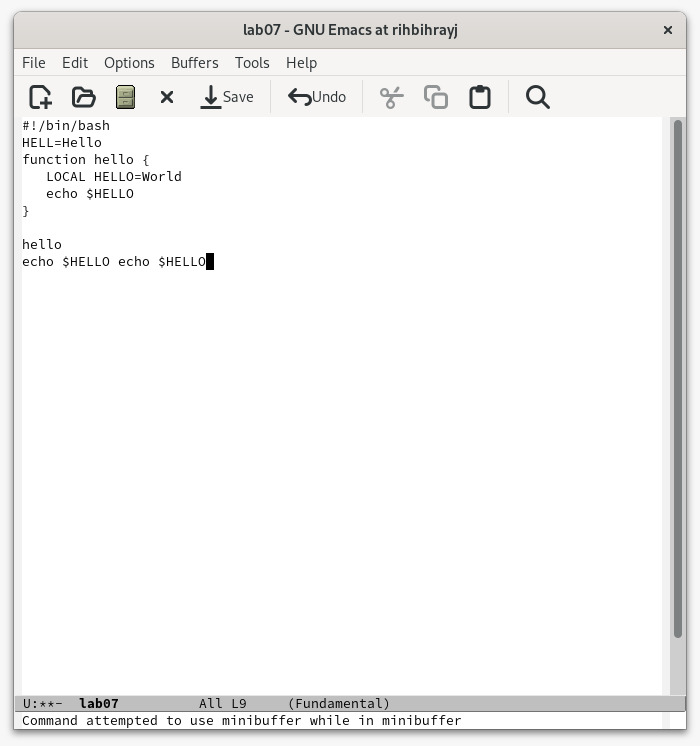 lab07 - GNU Emacs at rihbihrayj
File Edit Options Buffers Tools Help
Save Undo
#!/bin/bash
HELL=Hello
function hello {
   LOCAL HELLO=World
   echo $HELLO
}
hello
echo $HELLO echo $HELLO
U:**-  lab07          All L9     (Fundamental)
Command attempted to use minibuffer while in minibuffer